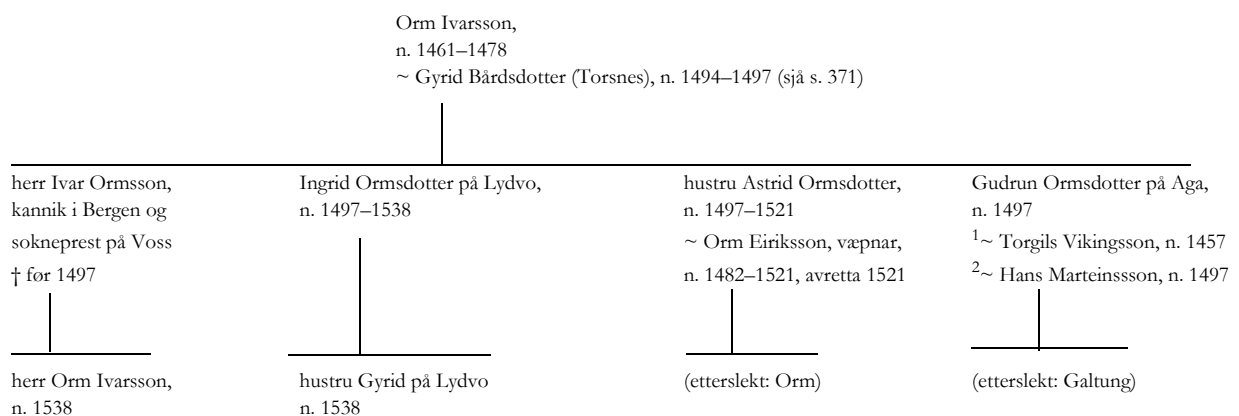 Orm Ivarsson,
n. 1461–1478
~ Gyrid Bårdsdotter (Torsnes), n. 1494–1497 (sjå s. 371)
herr Ivar Ormsson,
kannik i Bergen og
sokneprest på Voss
† før 1497
Ingrid Ormsdotter på Lydvo,
n. 1497–1538
hustru Astrid Ormsdotter,
n. 1497–1521
~ Orm Eiriksson, væpnar,
n. 1482–1521, avretta 1521
Gudrun Ormsdotter på Aga,
n. 1497
1~ Torgils Vikingsson, n. 1457
2~ Hans Marteinssson, n. 1497
herr Orm Ivarsson,
n. 1538
hustru Gyrid på Lydvo
n. 1538
(etterslekt: Orm)
(etterslekt: Galtung)